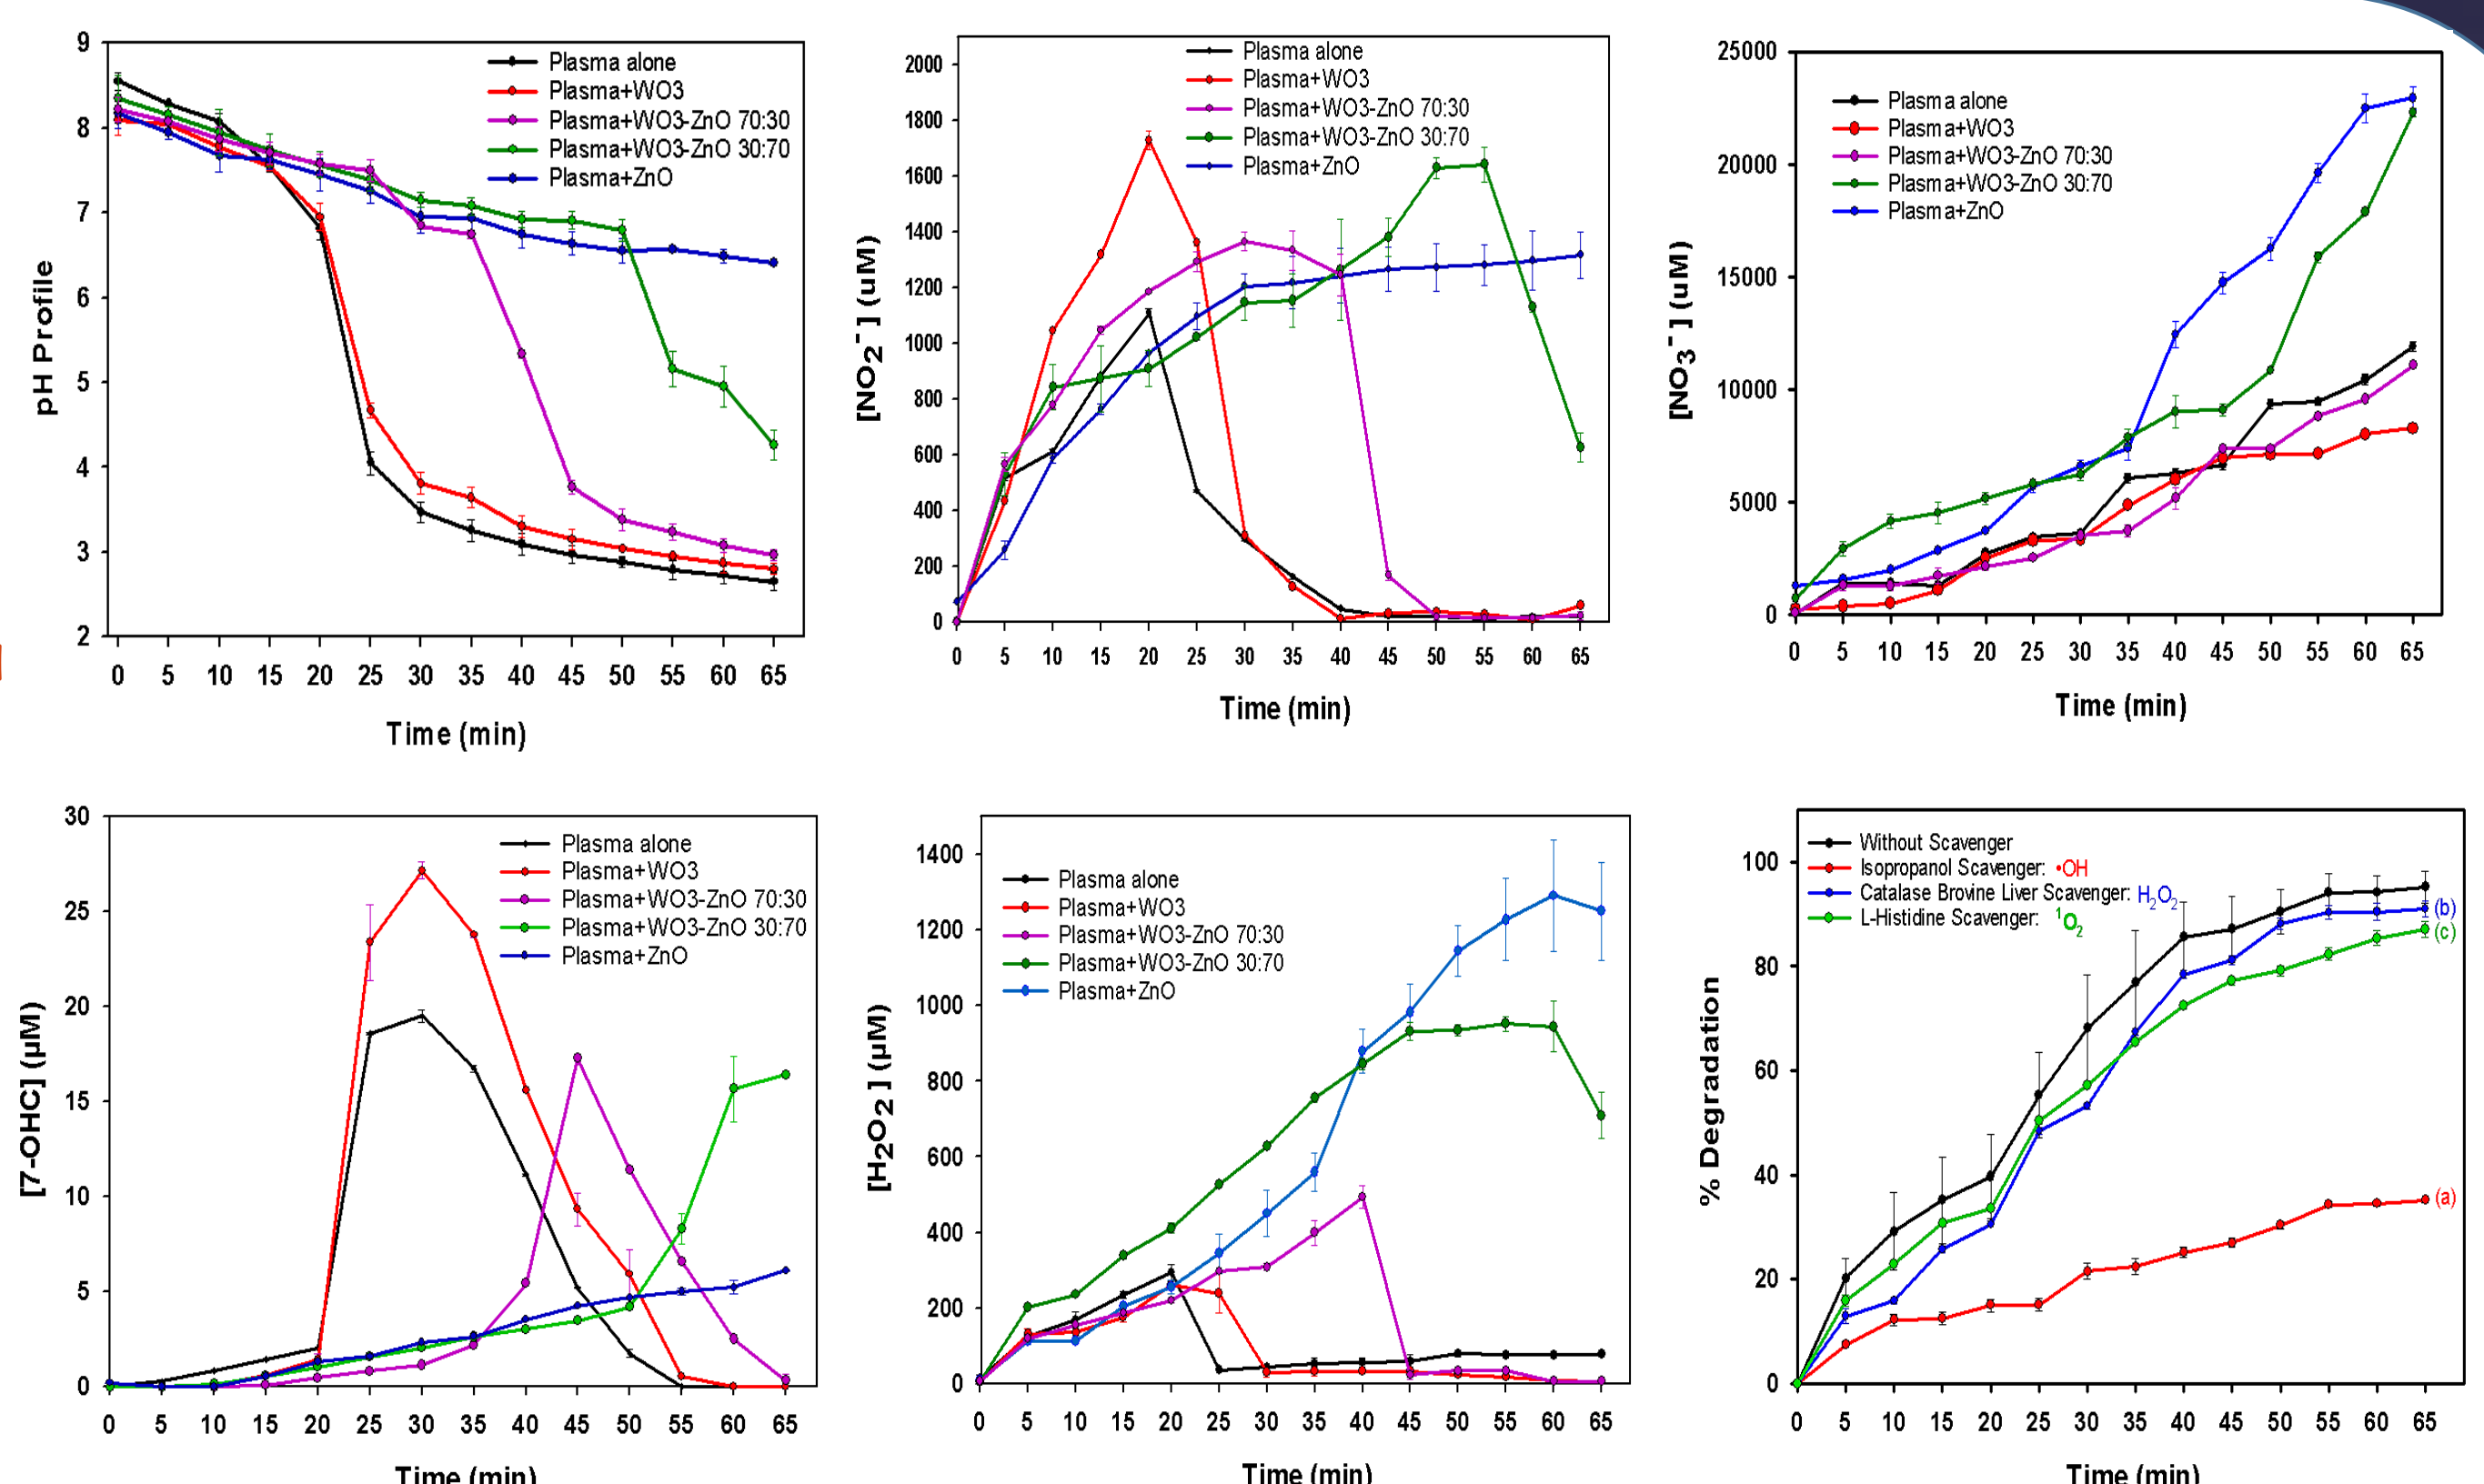 9
8
7
6
5
4
3
2
pH Profile
Plasma alone
Plasma+WO3
Plasma+WO3-ZnO 70:30
Plasma+WO3-ZnO 30:70
Plasma+ZnO
0 5 10 15 20 25 30 35 40 45 50 55 60 65
Time (min)
2000
1800
1600
1400
1200
1000
800
600
400
200
0
[NO2⁻] (uM)
Plasma alone
Plasma+WO3
Plasma+WO3-ZnO 70:30
Plasma+WO3-ZnO 30:70
Plasma+ZnO
0 5 10 15 20 25 30 35 40 45 50 55 60 65
Time (min)
25000
20000
15000
10000
5000
0
[NO3⁻] (uM)
Plasma alone
Plasma+WO3
Plasma+WO3-ZnO 70:30
Plasma+WO3-ZnO 30:70
Plasma+ZnO
0 5 10 15 20 25 30 35 40 45 50 55 60 65
Time (min)
30
25
20
15
10
5
0
[7-OHC] (µM)
Plasma alone
Plasma+WO3
Plasma+WO3-ZnO 70:30
Plasma+WO3-ZnO 30:70
Plasma+ZnO
0 5 10 15 20 25 30 35 40 45 50 55 60 65
Time (min)
1400
1200
1000
800
600
400
200
0
[H2O2] (µM)
Plasma alone
Plasma+WO3
Plasma+WO3-ZnO 70:30
Plasma+WO3-ZnO 30:70
Plasma+ZnO
0 5 10 15 20 25 30 35 40 45 50 55 60 65
Time (min)
100
80
60
40
20
0
% Degradation
Without Scavenger
Isopropanol Scavenger: •OH
Catalase Brovine Liver Scavenger: H₂O₂
L-Histidine Scavenger: ¹O₂
(b)
(c)
(a)
0 5 10 15 20 25 30 35 40 45 50 55 60 65
Time (min)